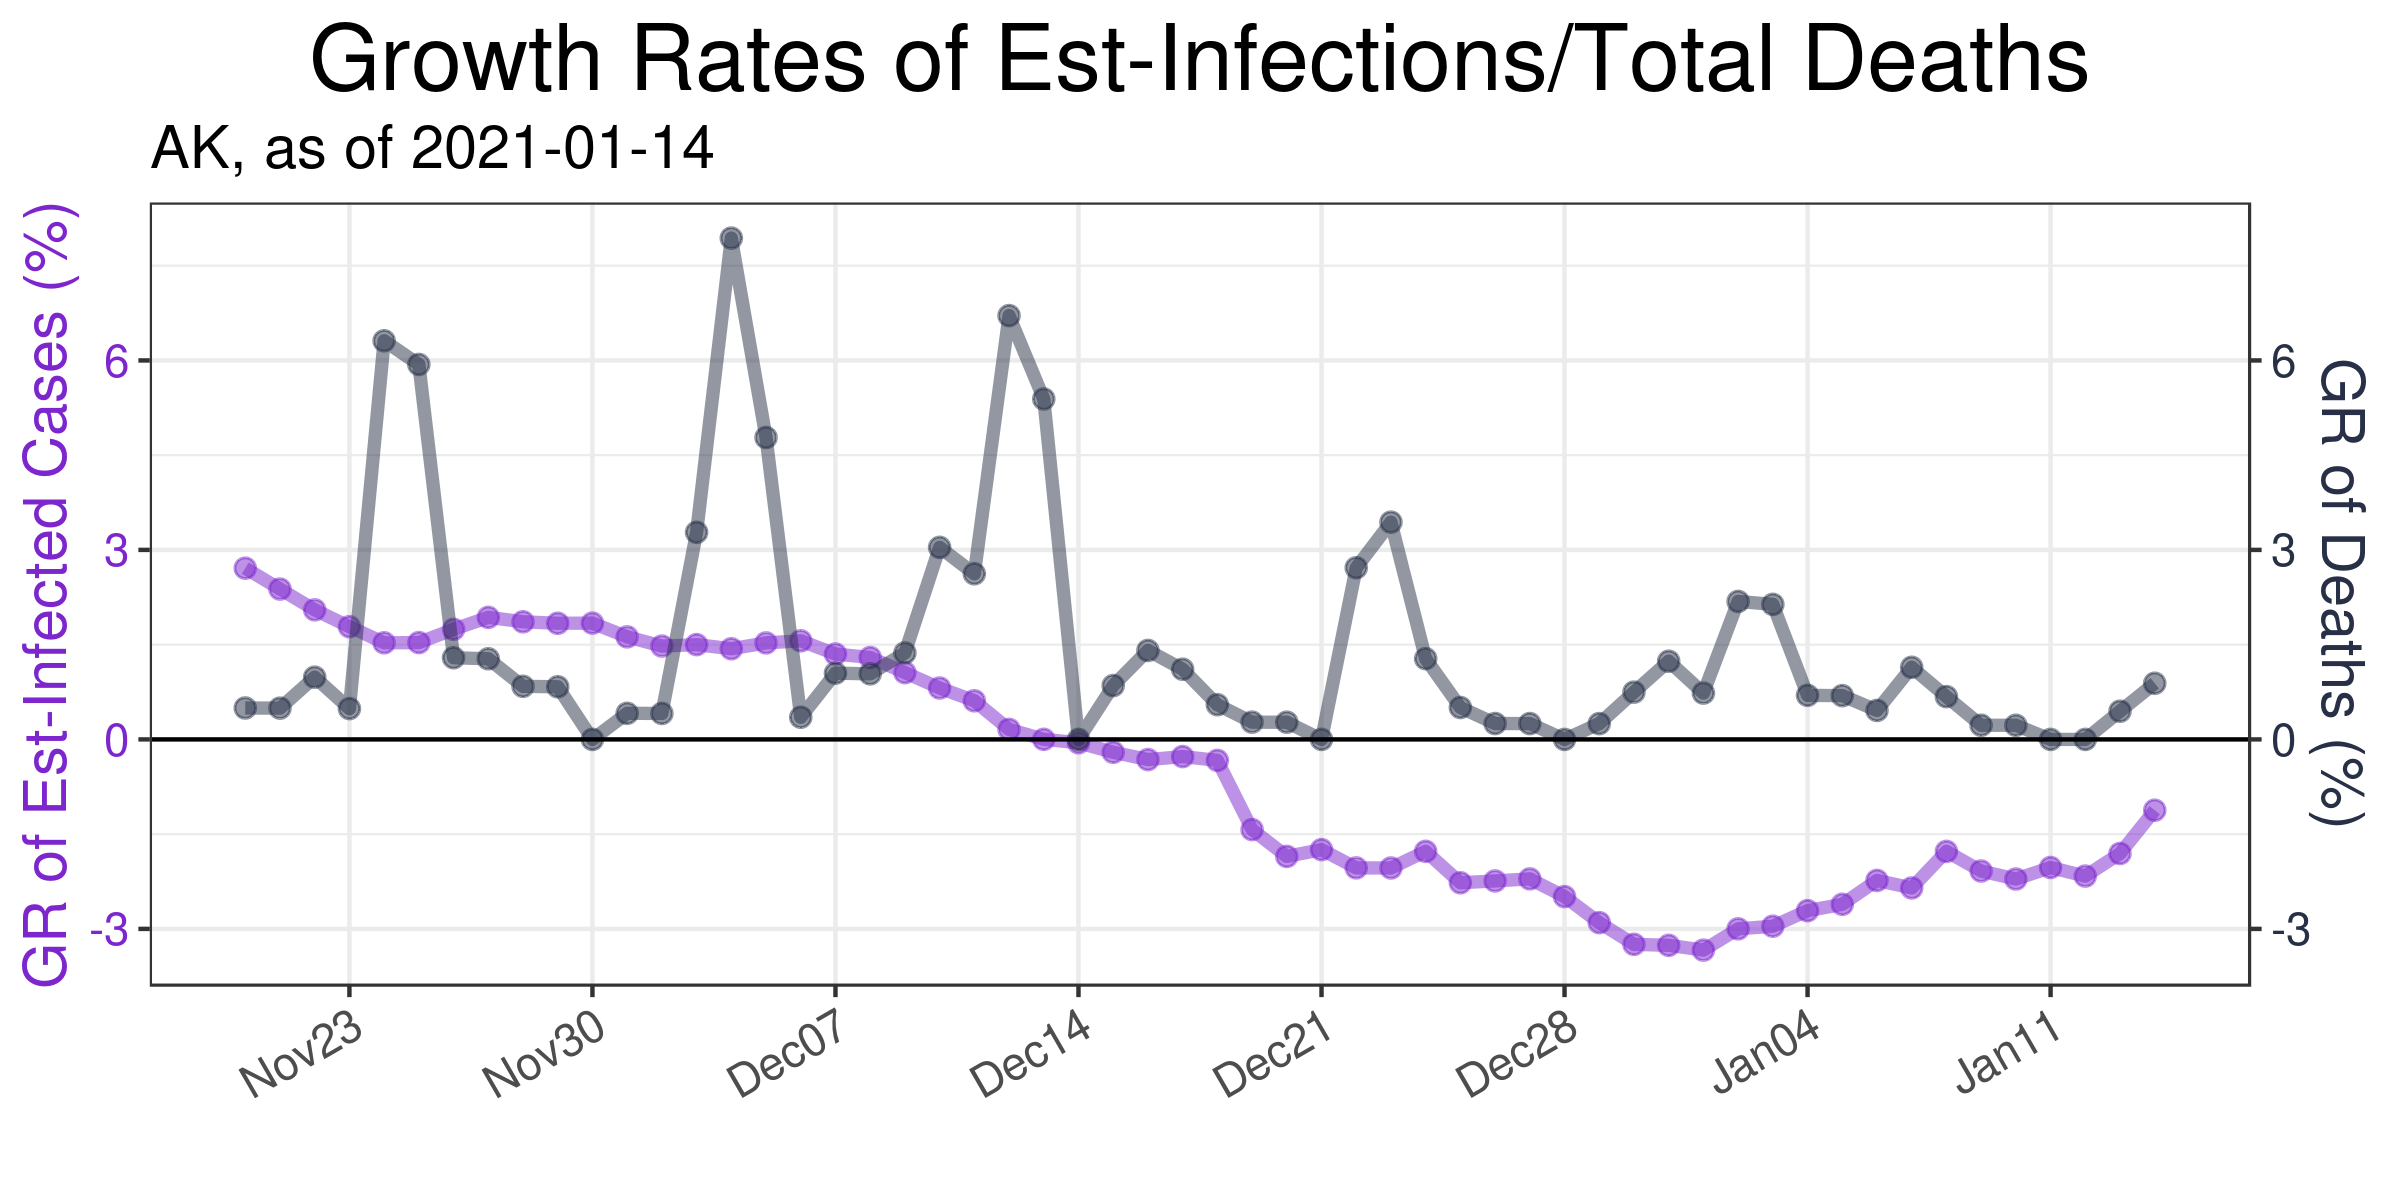 Growth Rates of Est-Infections/Total Deaths
AK, as of 2021-01-14
GR of Est-Infected Cases (%)
6
3
0
-3
6
3
0
-3
GR of Deaths (%)
Nov23
Nov30
Dec07
Dec14
Dec21
Dec28
Jan04
Jan11